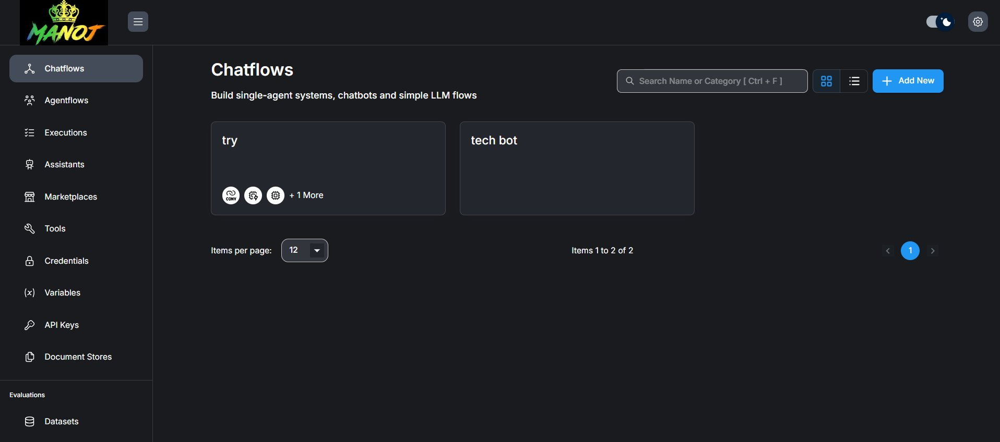 MANOJ
Chatflows
Agentflows
Executions
Assistants
Marketplaces
Tools
Credentials
Variables
API Keys
Document Stores
Evaluations
Datasets
Chatflows
Build single-agent systems, chatbots and simple LLM flows
Search Name or Category [ Ctrl + F ]
Add New
try
CONV
+ 1 More
tech bot
Items per page: 12
Items 1 to 2 of 2
1